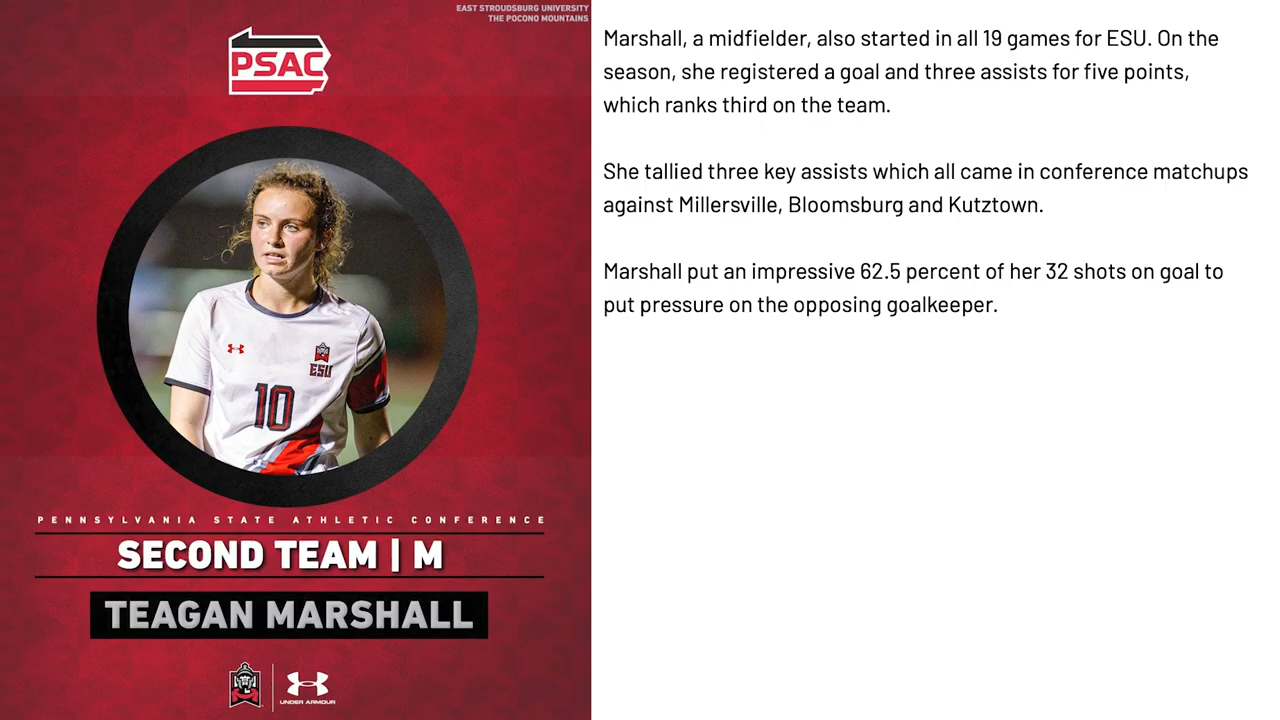 EAST STROUDSBURG UNIVERSITY
THE POCONO MOUNTAINS
PSAC
ESU
10
PENNSYLVANIA STATE ATHLETIC CONFERENCE
SECOND TEAM | M
TEAGAN MARSHALL
UNDER ARMOUR
Marshall, a midfielder, also started in all 19 games for ESU. On the
season, she registered a goal and three assists for five points,
which ranks third on the team.
She tallied three key assists which all came in conference matchups
against Millersville, Bloomsburg and Kutztown.
Marshall put an impressive 62.5 percent of her 32 shots on goal to
put pressure on the opposing goalkeeper.